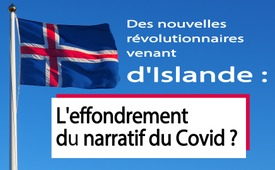 Des nouvelles
révolutionnaires
venant
d'Islande :
L'effondrement
du narratif du Covid ?